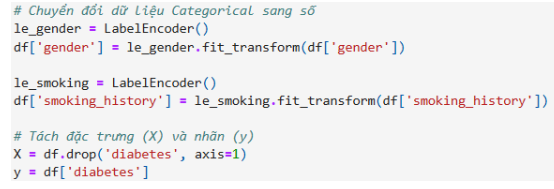 # Chuyển đổi dữ liệu Categorical sang số
le_gender = LabelEncoder()
df['gender'] = le_gender.fit_transform(df['gender'])
le_smoking = LabelEncoder()
df['smoking_history'] = le_smoking.fit_transform(df['smoking_history'])
# Tách đặc trưng (X) và nhãn (y)
X = df.drop('diabetes', axis=1)
y = df['diabetes']